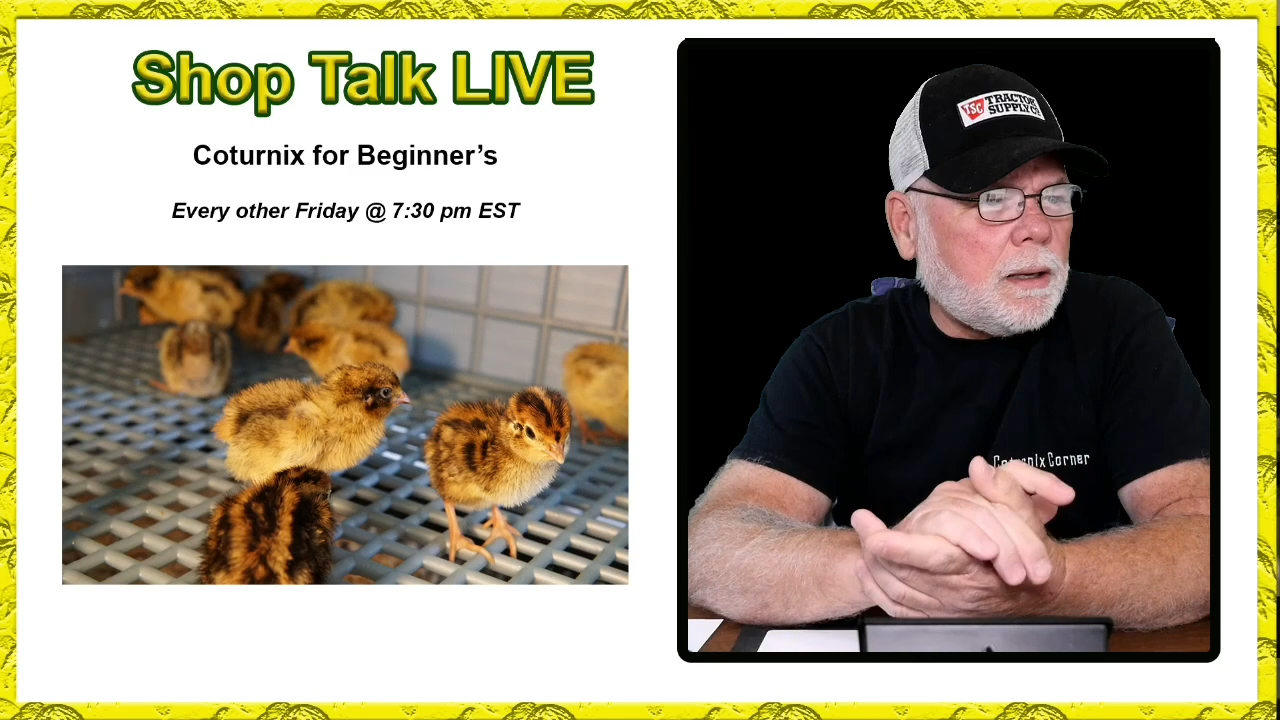 Shop Talk LIVE
Coturnix for Beginner’s
Every other Friday @ 7:30 pm EST
TSC TRACTOR
SUPPLY CO
Coturnix Corner